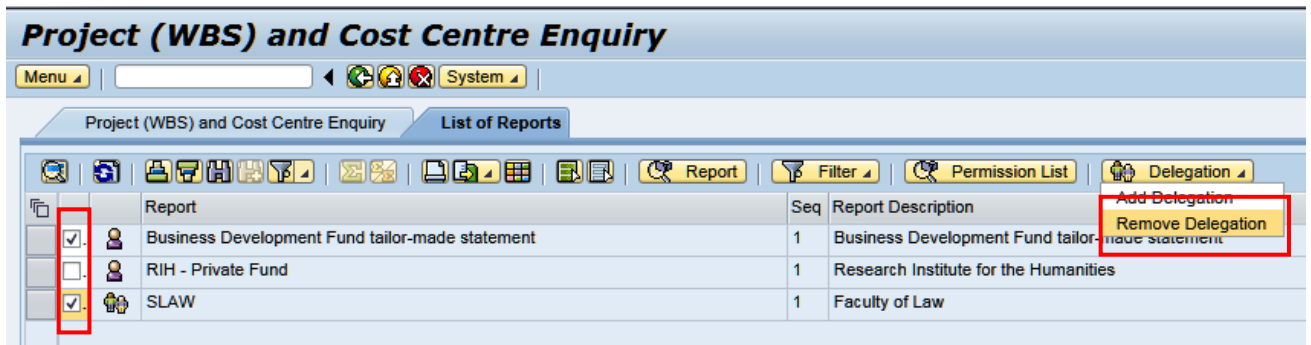 Project (WBS) and Cost Centre Enquiry
Menu System
Project (WBS) and Cost Centre Enquiry List of Reports
Report Filter Permission List Delegation
Add Delegation
Remove Delegation
Report Seq Report Description
Business Development Fund tailor-made statement 1 Business Development Fund tailor-made statement
RIH - Private Fund 1 Research Institute for the Humanities
SLAW 1 Faculty of Law